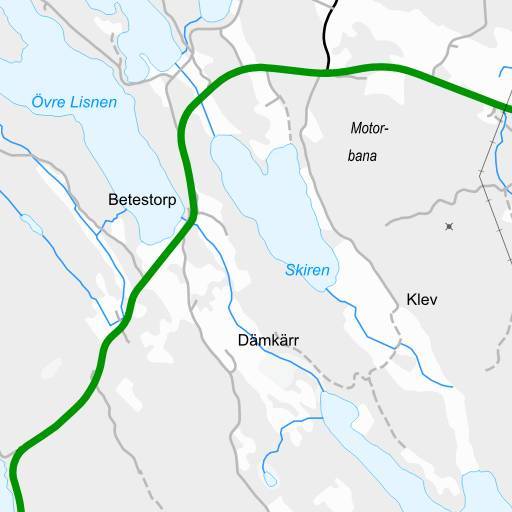 Övre Lisnen
Motor-
bana
Betestorp
Skiren
Klev
Dämkärr